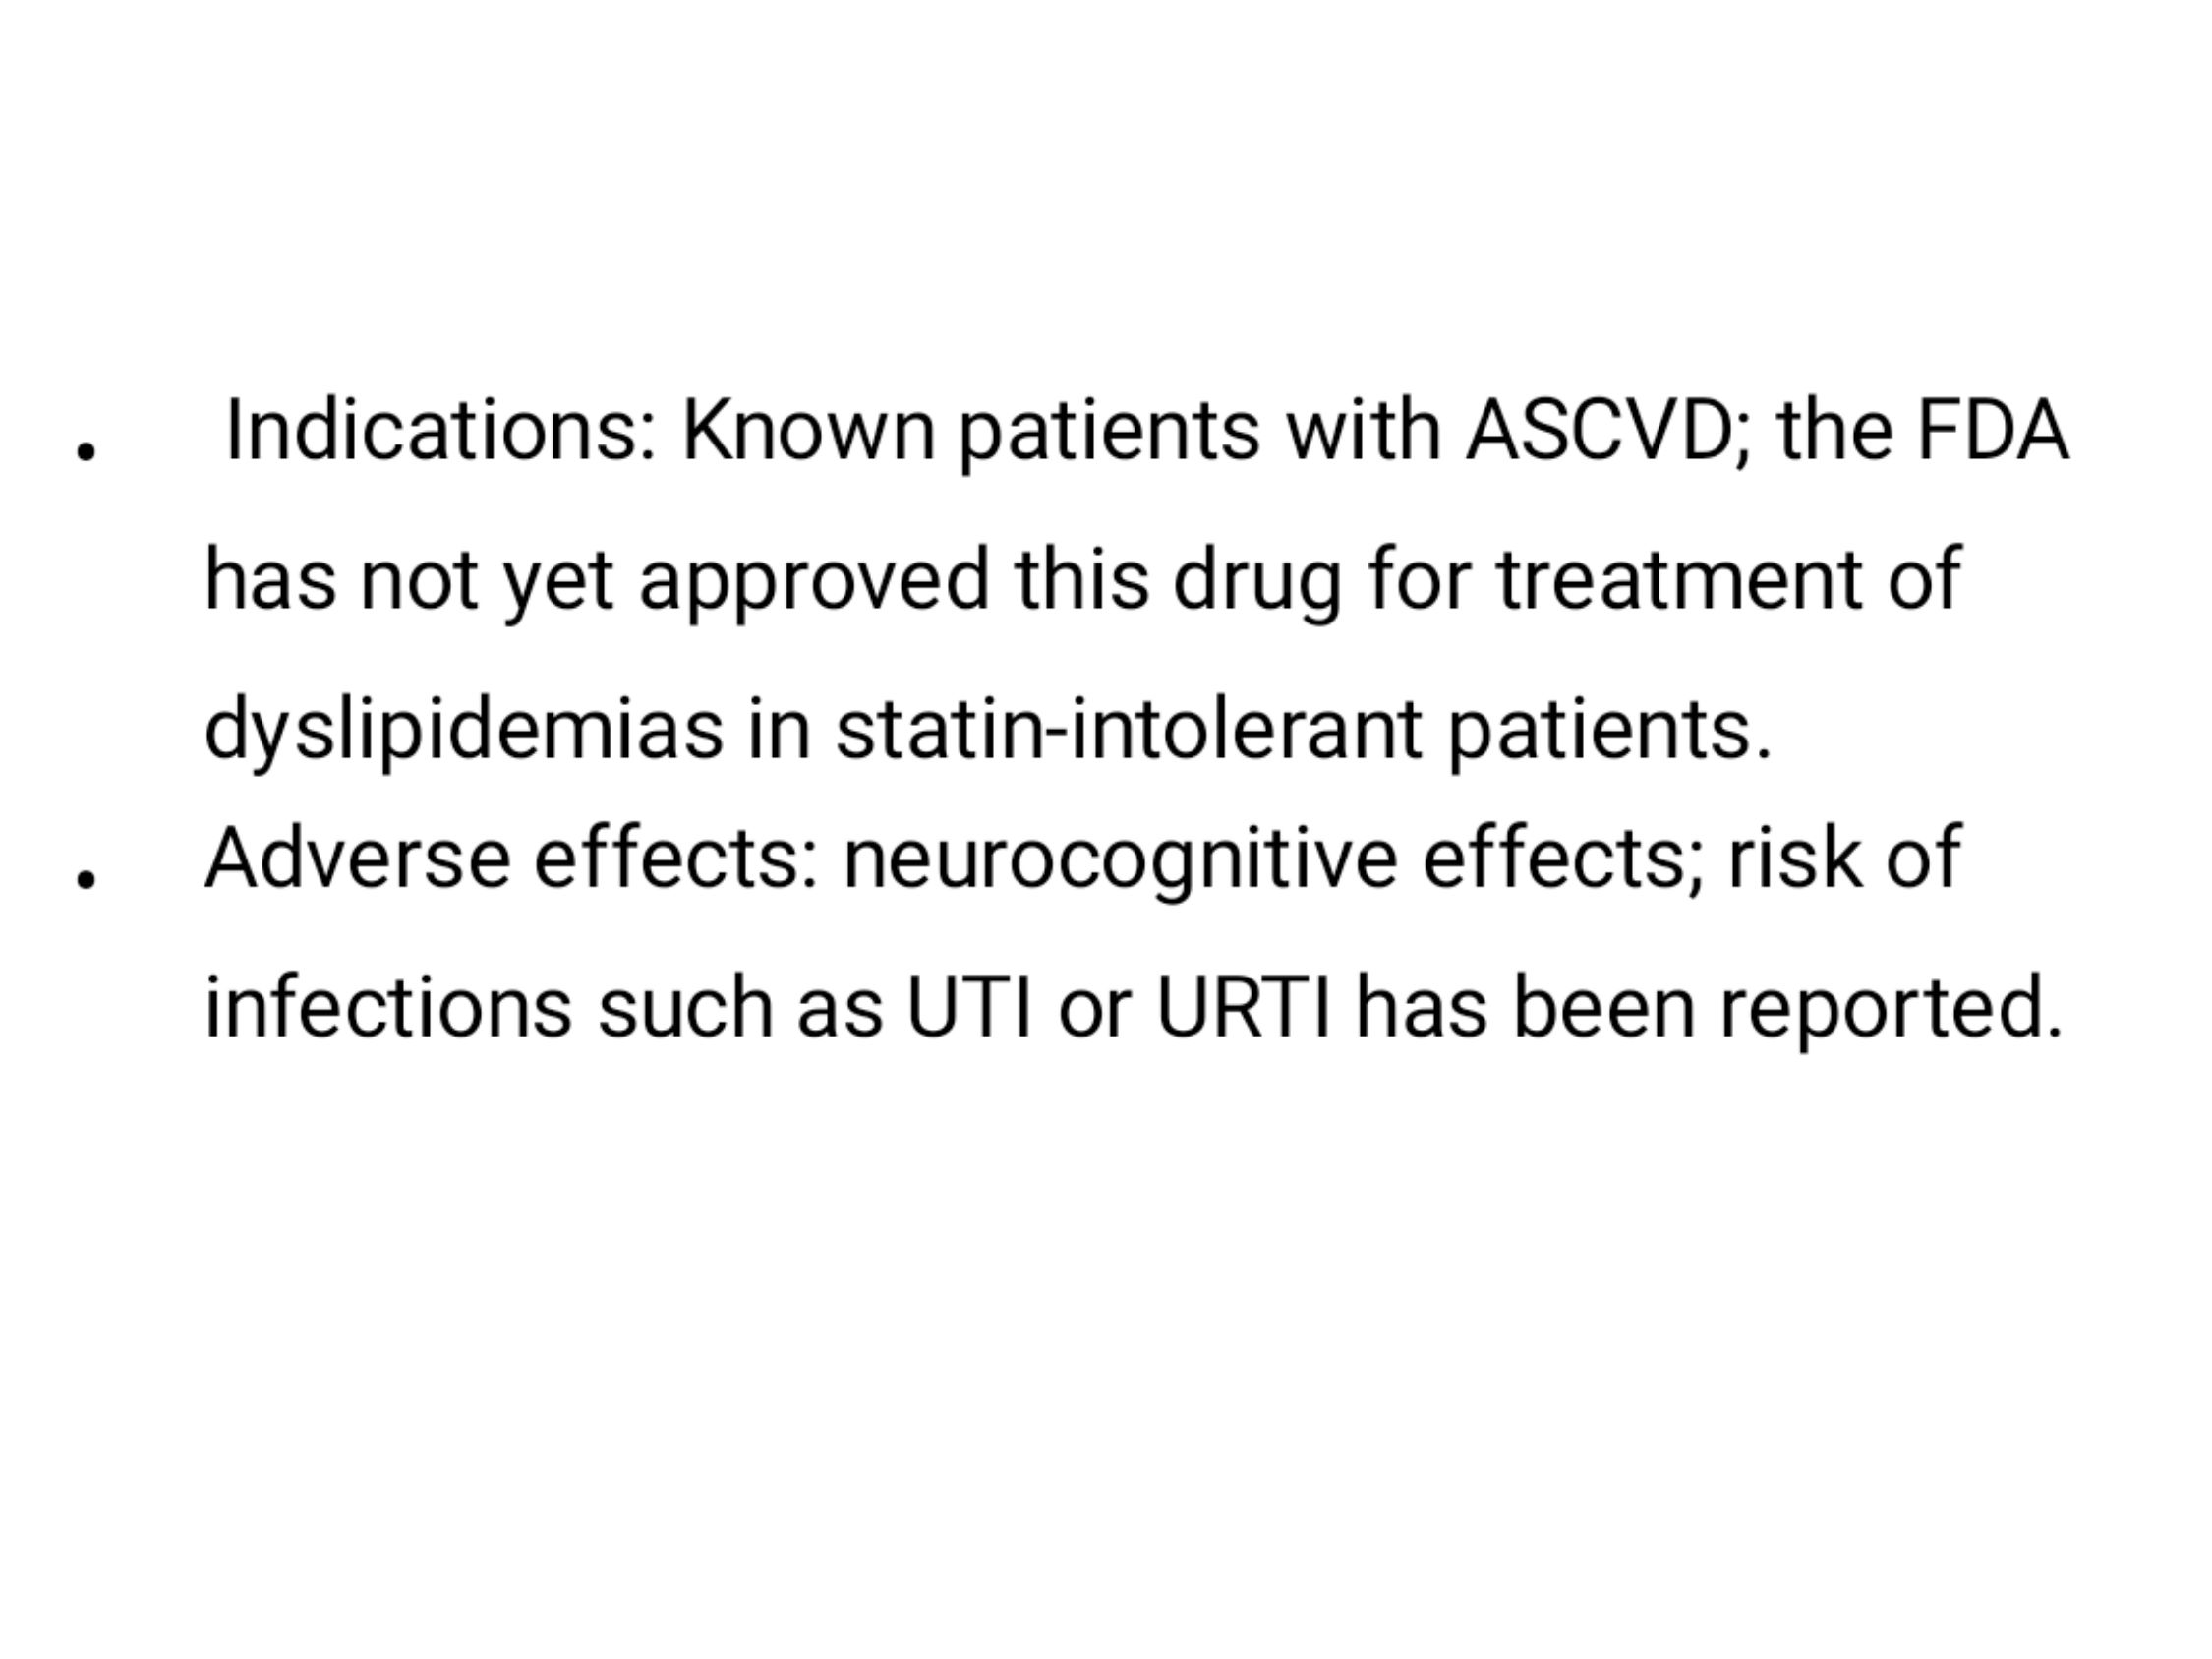 • Indications: Known patients with ASCVD; the FDA
has not yet approved this drug for treatment of
dyslipidemias in statin-intolerant patients.
• Adverse effects: neurocognitive effects; risk of
infections such as UTI or URTI has been reported.